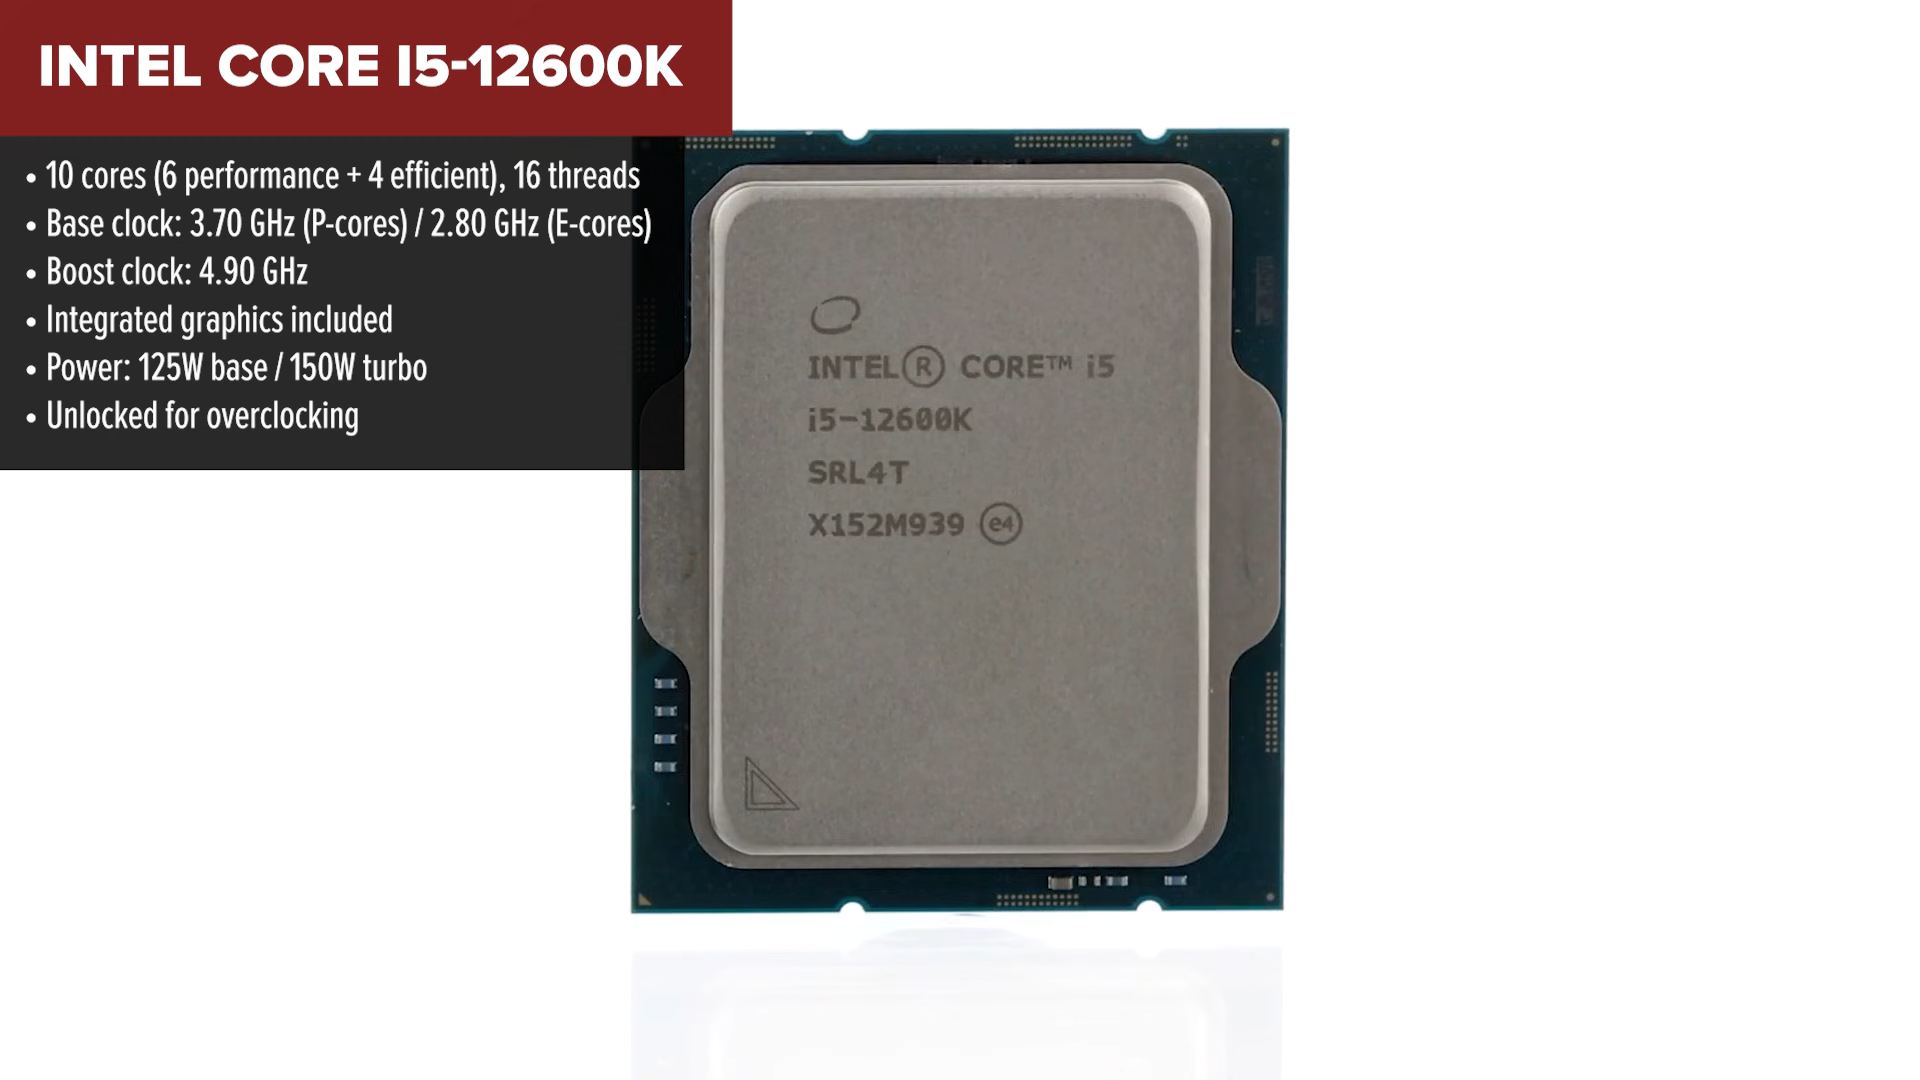 INTEL CORE I5-12600K
• 10 cores (6 performance + 4 efficient), 16 threads
• Base clock: 3.70 GHz (P-cores) / 2.80 GHz (E-cores)
• Boost clock: 4.90 GHz
• Integrated graphics included
• Power: 125W base / 150W turbo
• Unlocked for overclocking
INTEL® CORE™ i5
i5-12600K
SRL4T
X152M939 e4